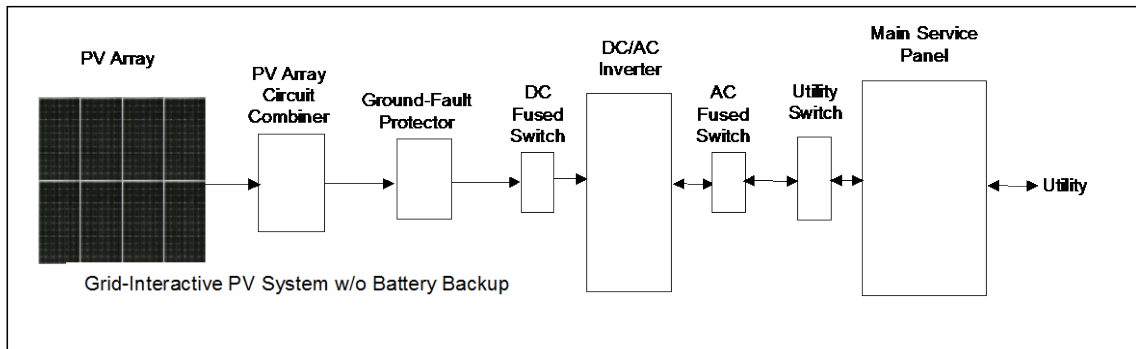 PV Array
PV Array
Circuit
Combiner
Ground-Fault
Protector
DC
Fused
Switch
DC/AC
Inverter
AC
Fused
Switch
Utility
Switch
Main Service
Panel
Utility
Grid-Interactive PV System w/o Battery Backup